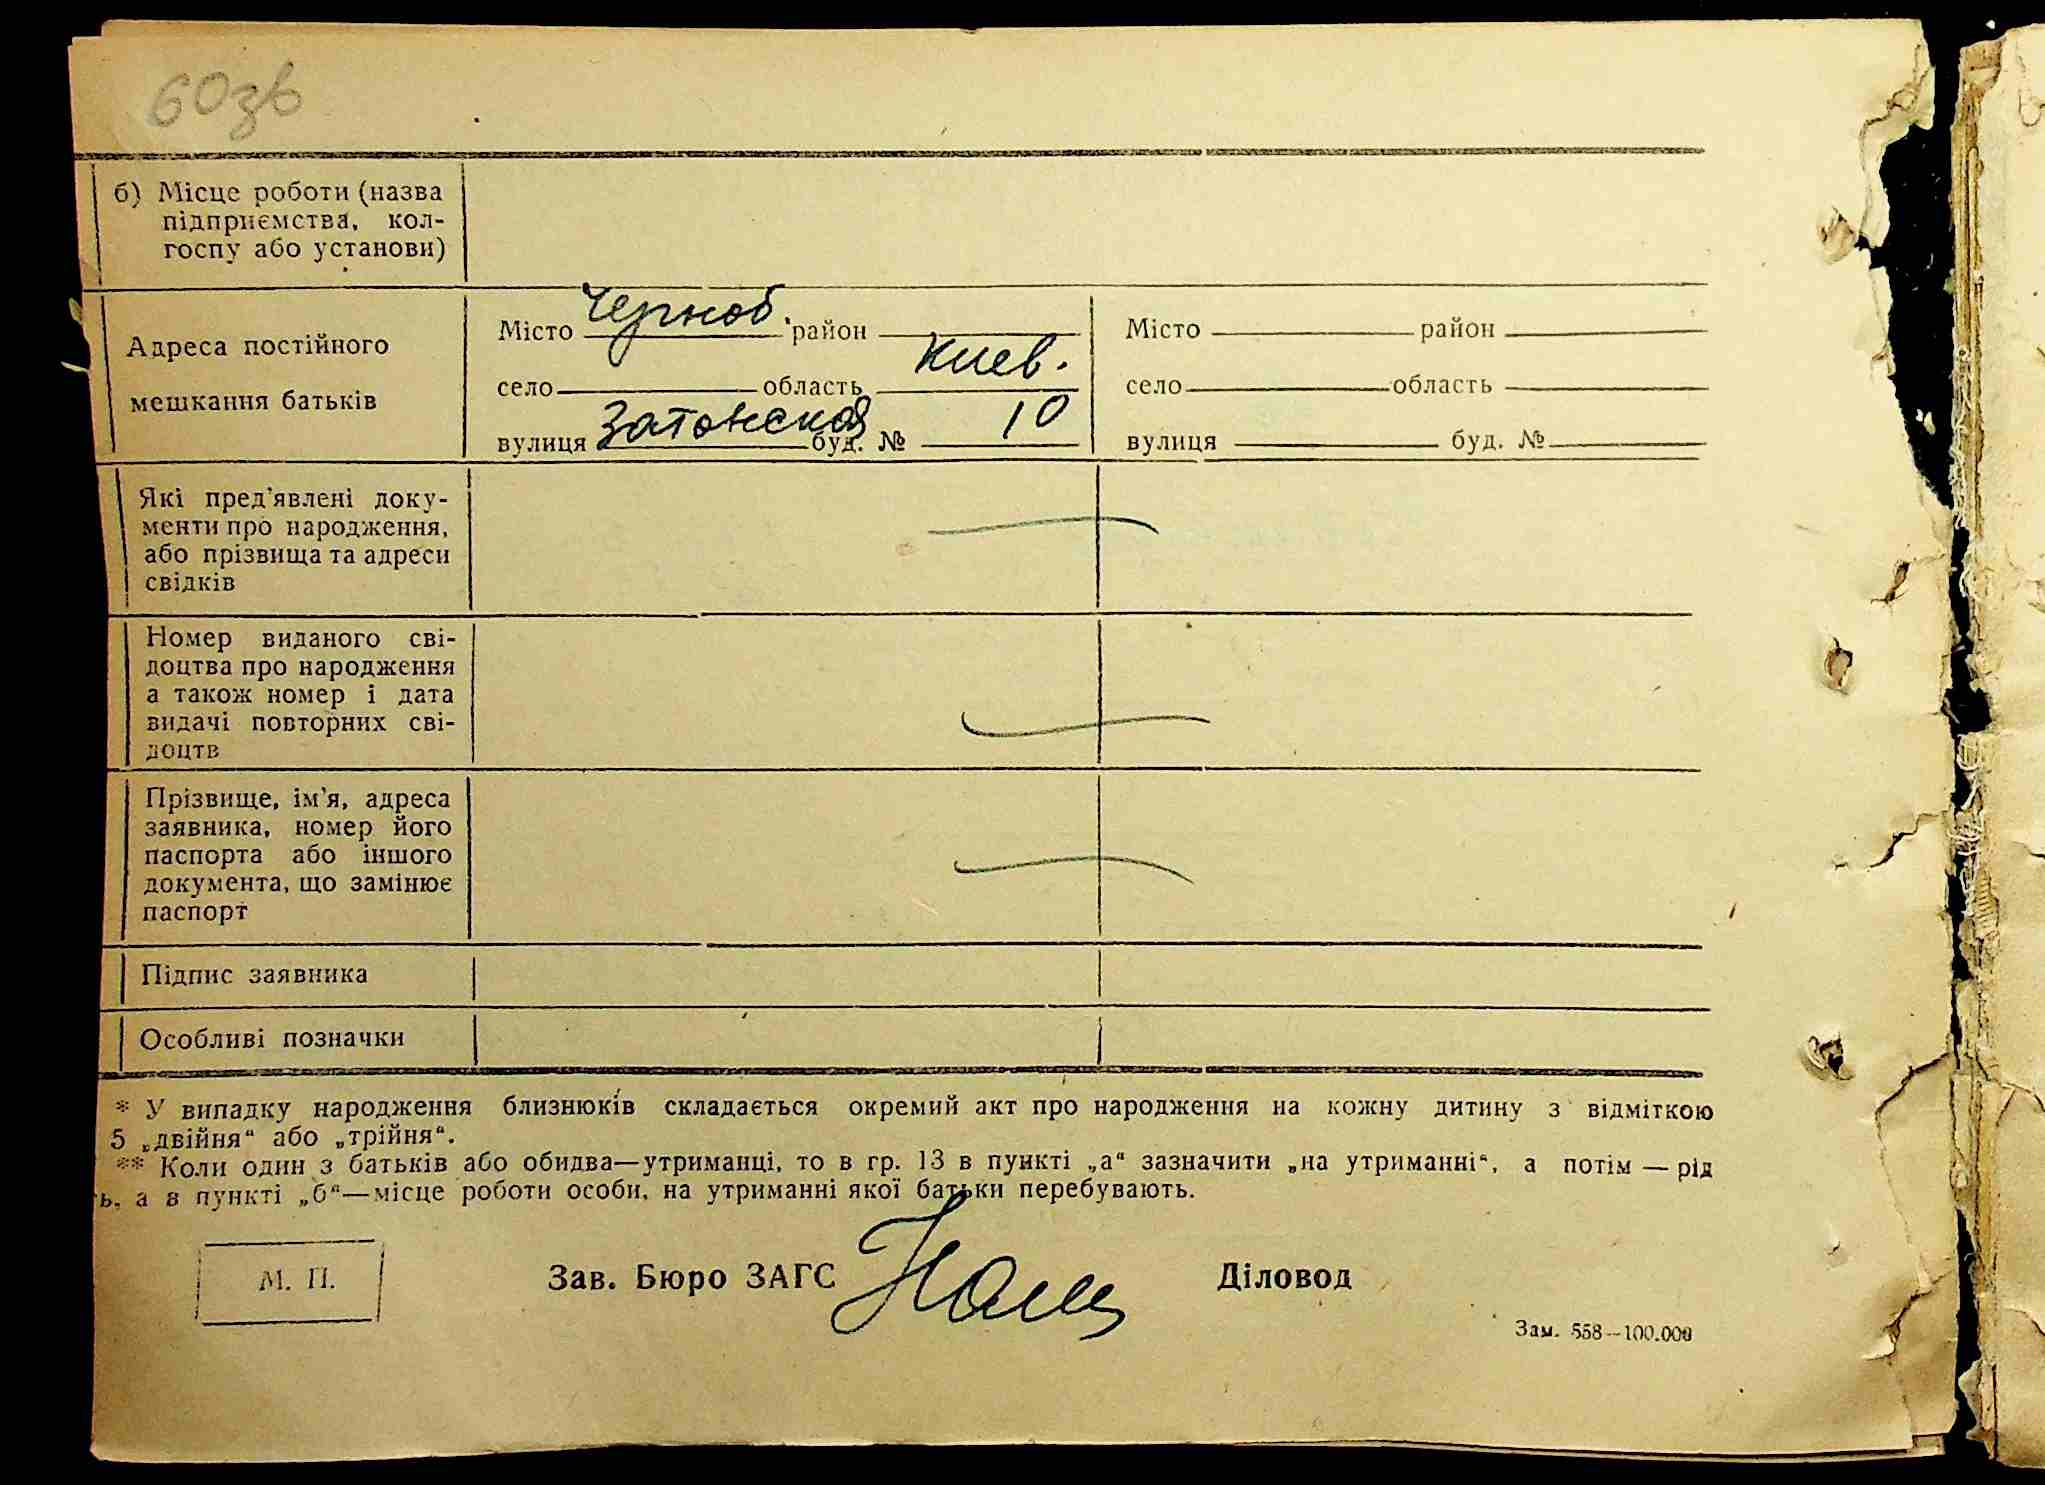 60зв
б) Місце роботи (назва
підприємства, кол-
госпу або установи)
Адреса постійного
мешкання батьків
Місто Черноб. район
село область Киев.
вулиця Затонская буд. № 10
Місто район
село область
вулиця буд. №
Які пред'явлені доку-
менти про народження,
або прізвища та адреси
свідків
Номер виданого сві-
доцтва про народження
а також номер і дата
видачі повторних сві-
доцтв
Прізвище, ім'я, адреса
заявника, номер його
паспорта або іншого
документа, що замінює
паспорт
Підпис заявника
Особливі позначки
* У випадку народження близнюків складається окремий акт про народження на кожну дитину з відміткою
5 „двійня“ або „трійня“.
** Коли один з батьків або обидва—утриманці, то в гр. 13 в пункті „а“ зазначити „на утриманні“, а потім — рід
ь, а в пункті „б“—місце роботи особи, на утриманні якої батьки перебувають.
М. П.
Зав. Бюро ЗАГС
Діловод
Зам. 558—100.000